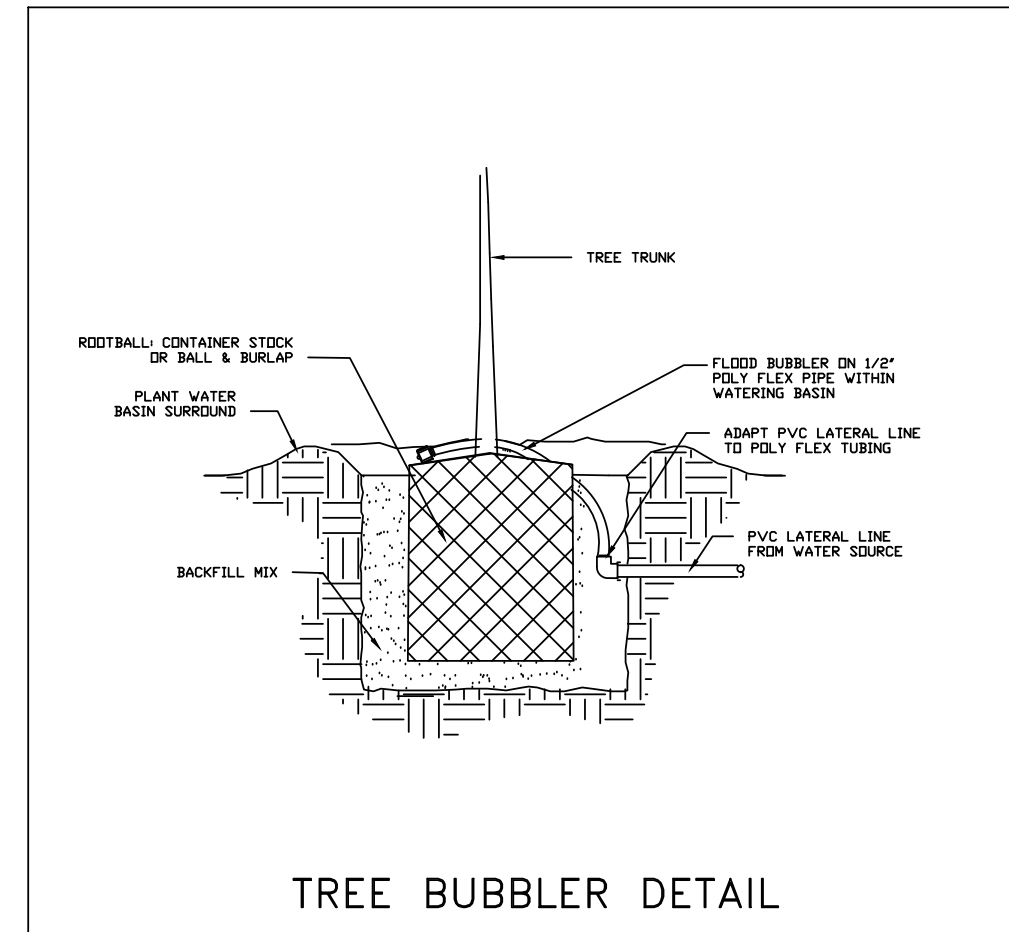 TREE TRUNK
ROOTBALL: CONTAINER STOCK
OR BALL & BURLAP
FLOOD BUBBLER ON 1/2"
POLY FLEX PIPE WITHIN
WATERING BASIN
PLANT WATER
BASIN SURROUND
ADAPT PVC LATERAL LINE
TO POLY FLEX TUBING
PVC LATERAL LINE
FROM WATER SOURCE
BACKFILL MIX
TREE BUBBLER DETAIL